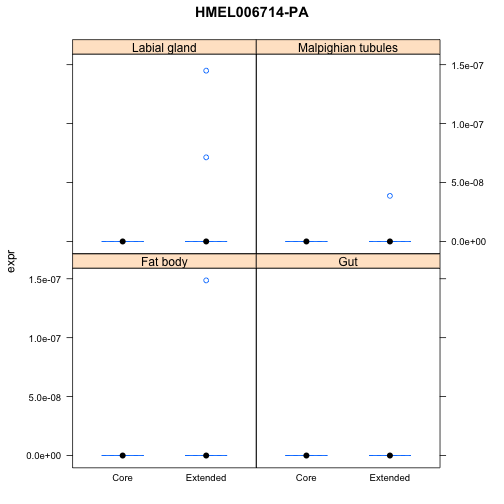 HMEL006714-PA
Labial gland
Malpighian tubules
1.5e-07
1.0e-07
5.0e-08
0.0e+00
expr
Fat body
Gut
1.5e-07
1.0e-07
5.0e-08
0.0e+00
Core
Extended
Core
Extended